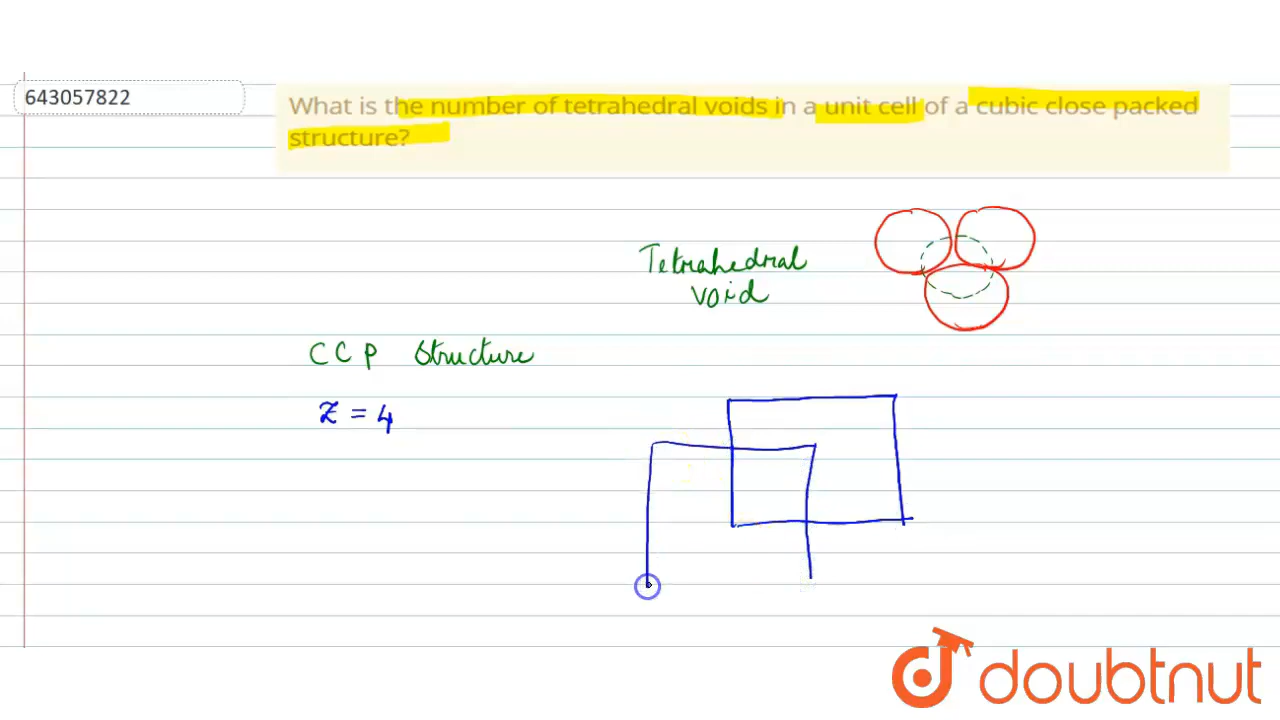 643057822
What is the number of tetrahedral voids in a unit cell of a cubic close packed
structure?
Tetrahedral
void
CCP Structure
Z = 4
doubtnut